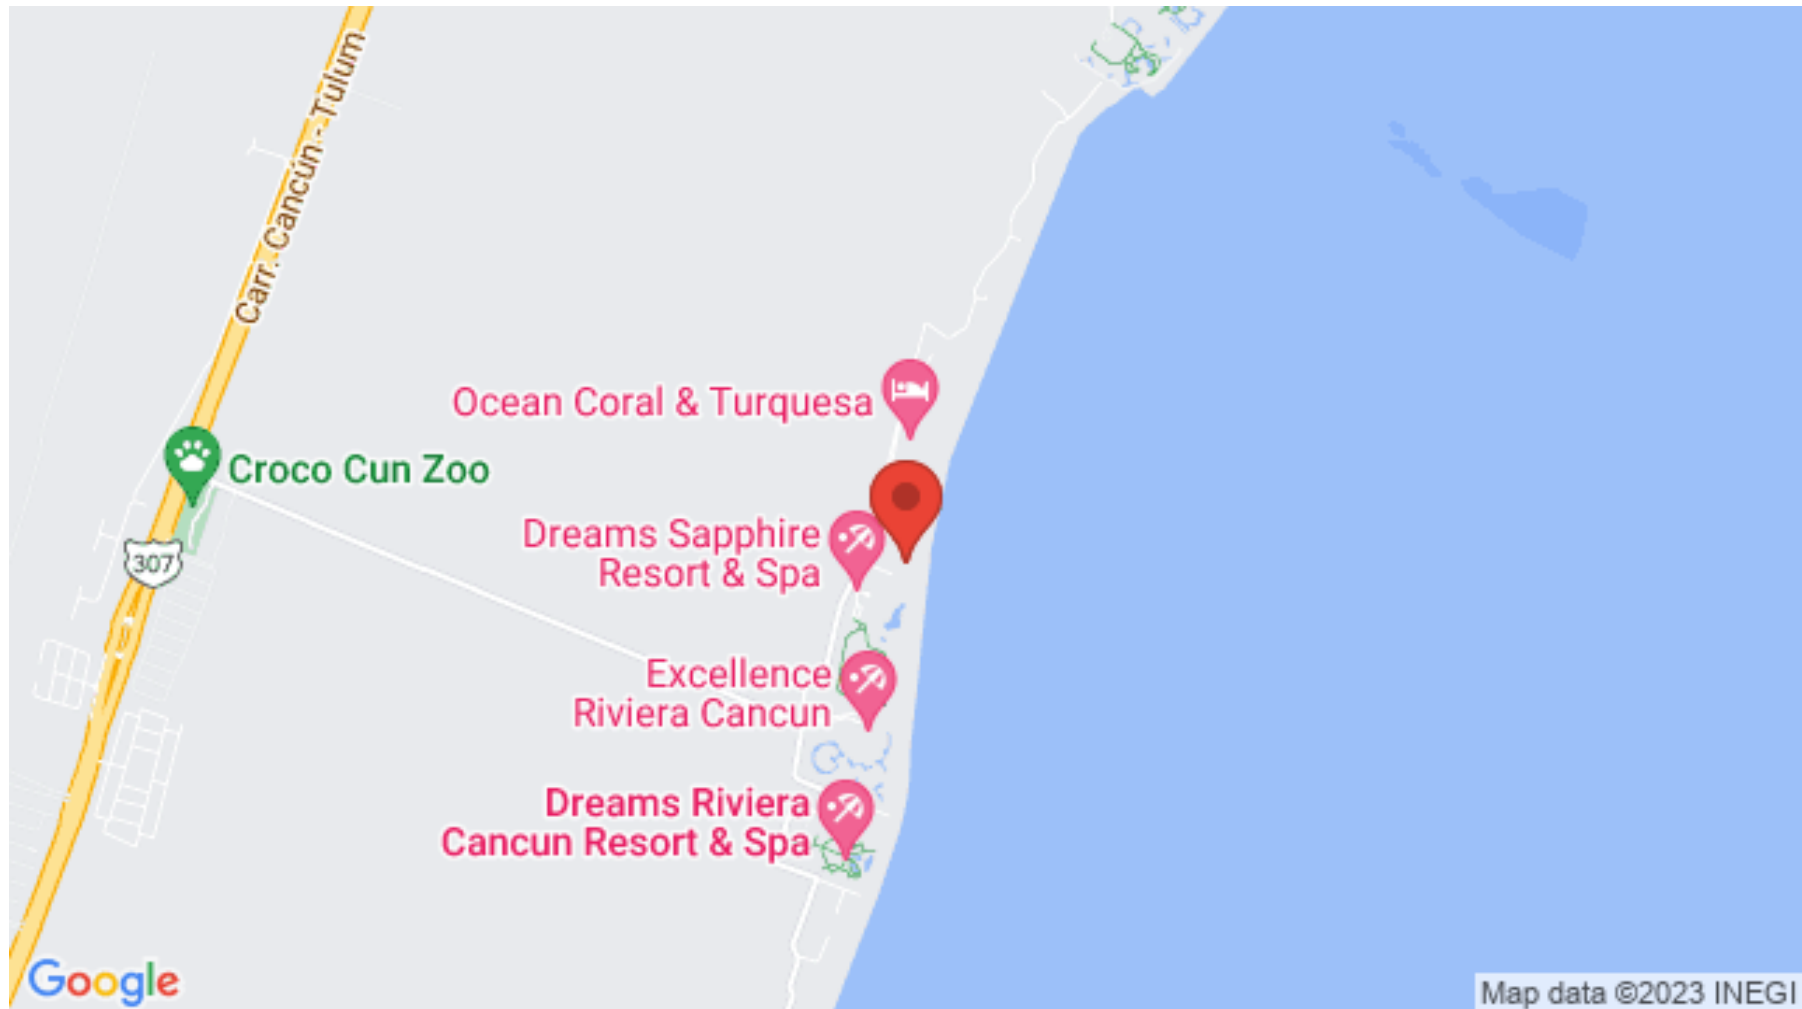 Carr. Cancún - Tulum
Ocean Coral & Turquesa
Croco Cun Zoo
Dreams Sapphire
Resort & Spa
307
Excellence
Riviera Cancun
Dreams Riviera
Cancun Resort & Spa
Google
Map data ©2023 INEGI